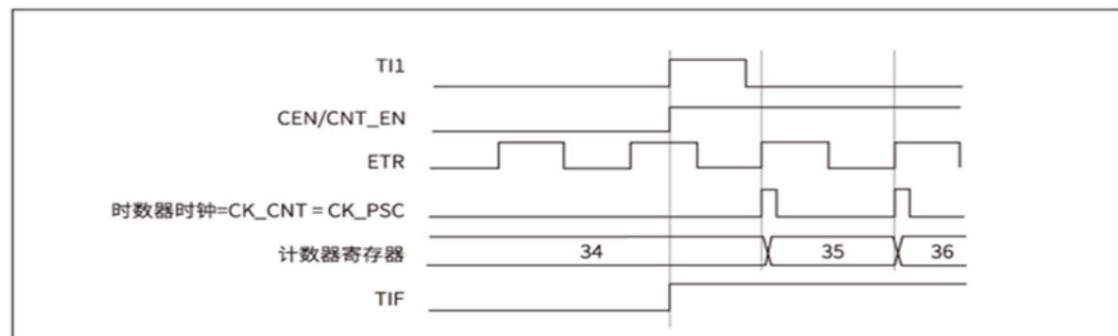 TI1
CEN/CNT_EN
ETR
时数器时钟=CK_CNT = CK_PSC
计数器寄存器 34 35 36
TIF